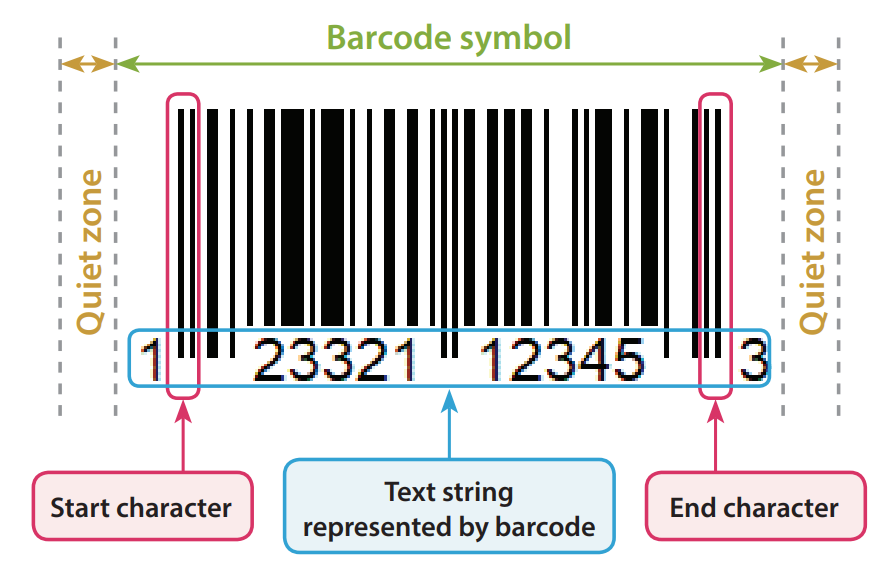 Barcode symbol
Quiet zone
Quiet zone
1 23321 12345 3
Start character
Text string
represented by barcode
End character